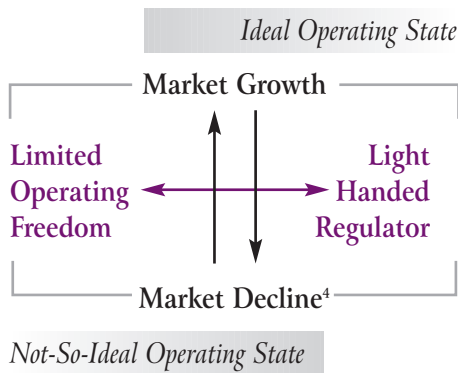 Ideal Operating State
Market Growth
Limited
Operating
Freedom
Light
Handed
Regulator
Market Decline⁴
Not-So-Ideal Operating State